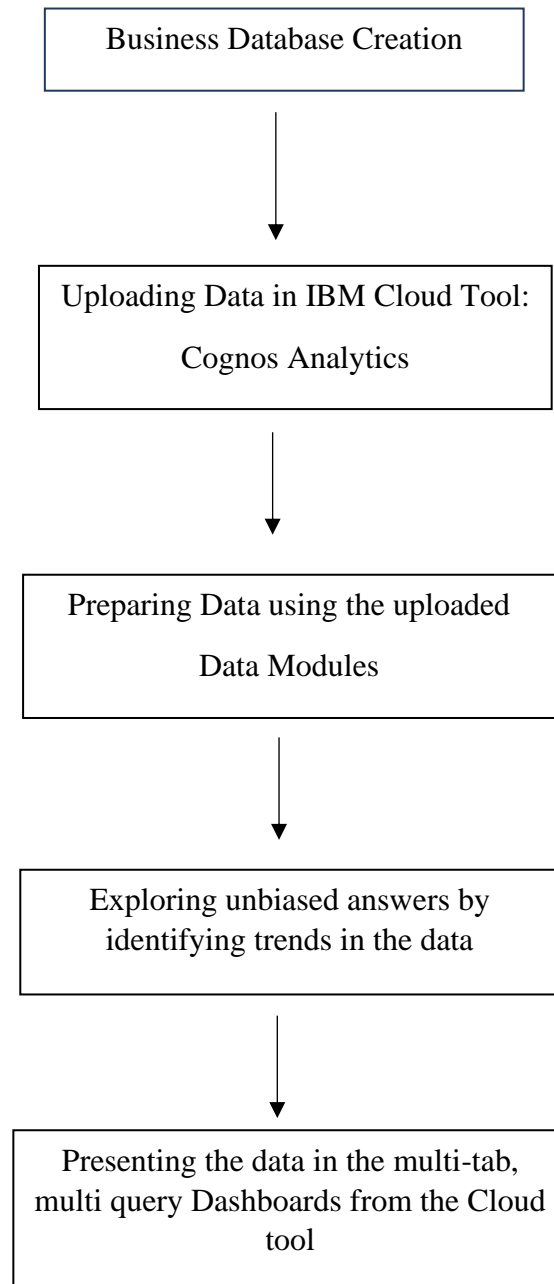 Business Database Creation
Uploading Data in IBM Cloud Tool:
Cognos Analytics
Preparing Data using the uploaded
Data Modules
Exploring unbiased answers by
identifying trends in the data
Presenting the data in the multi-tab,
multi query Dashboards from the Cloud
tool